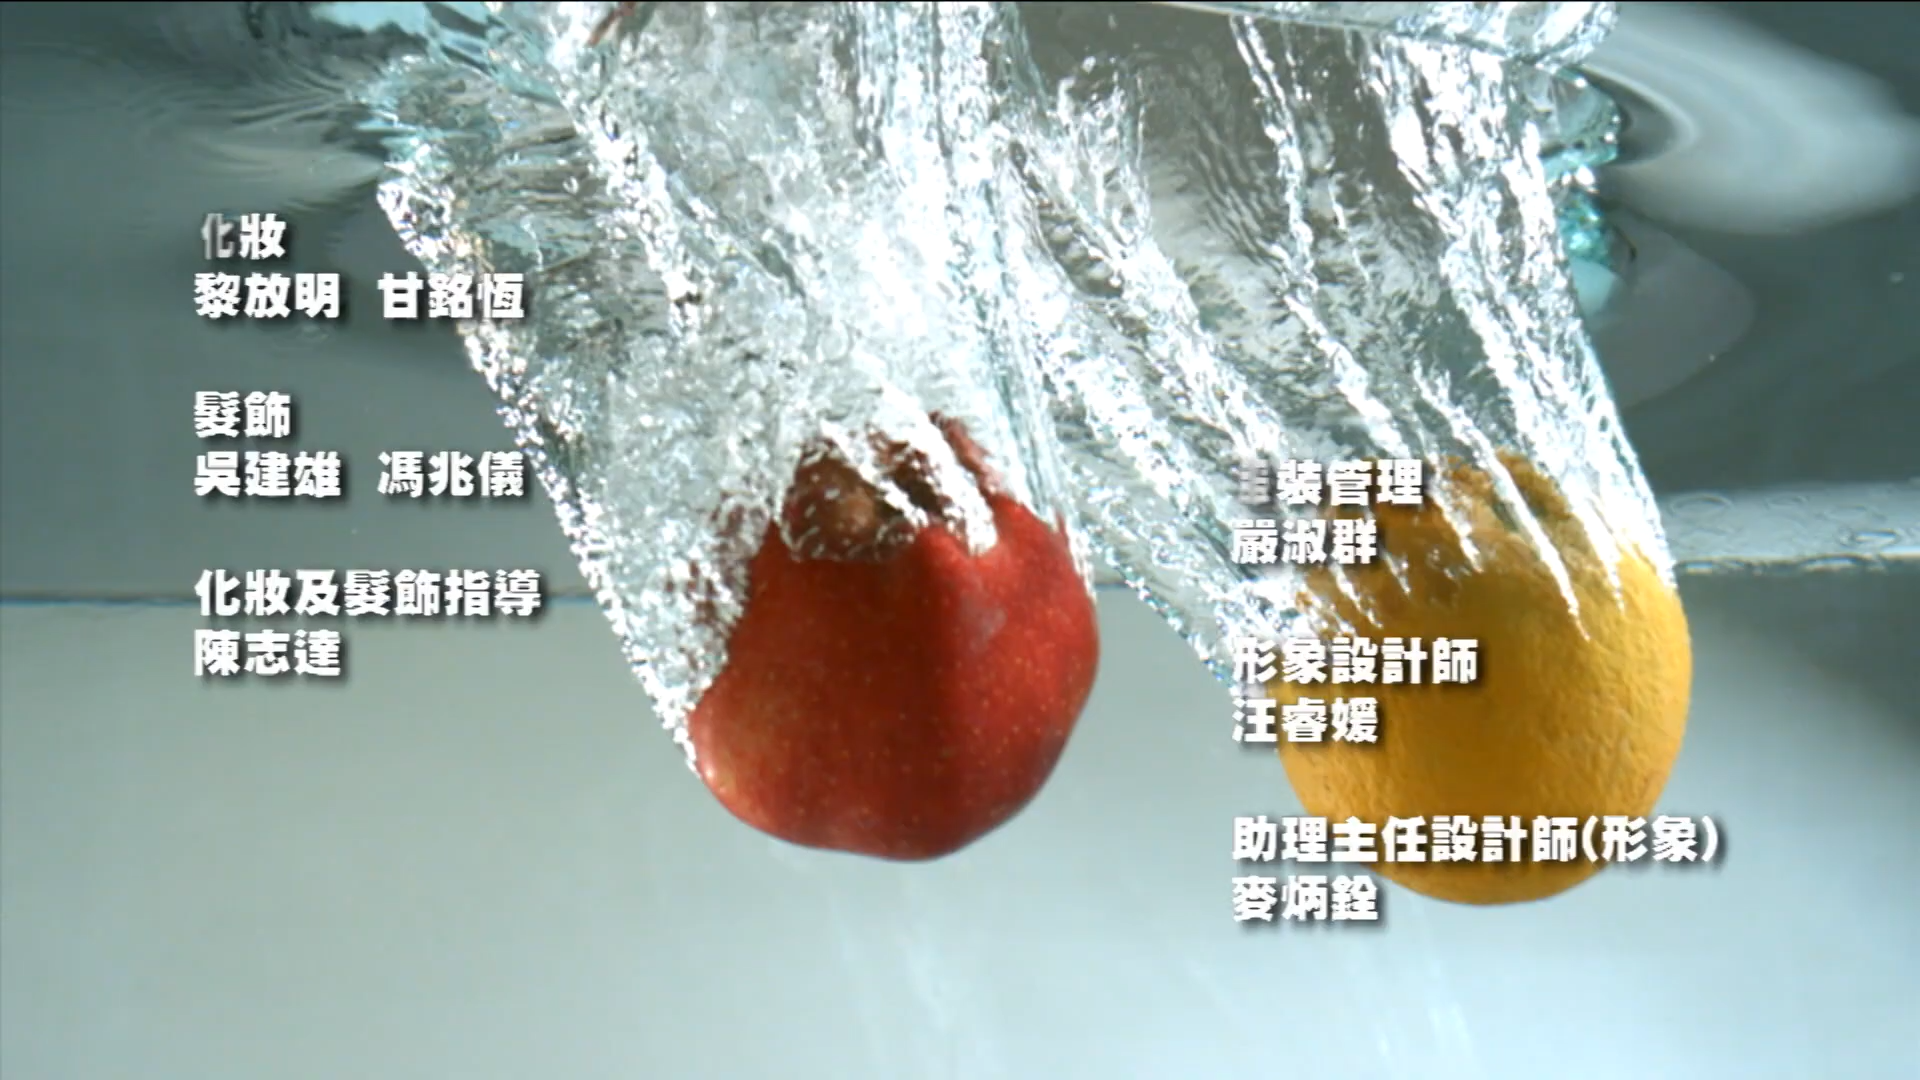 化妝
黎放明 甘銘恆
髮飾
吳建雄 馮兆儀
化妝及髮飾指導
陳志達
裝管理
嚴淑群
形象設計師
汪睿媛
助理主任設計師(形象)
麥炳銓